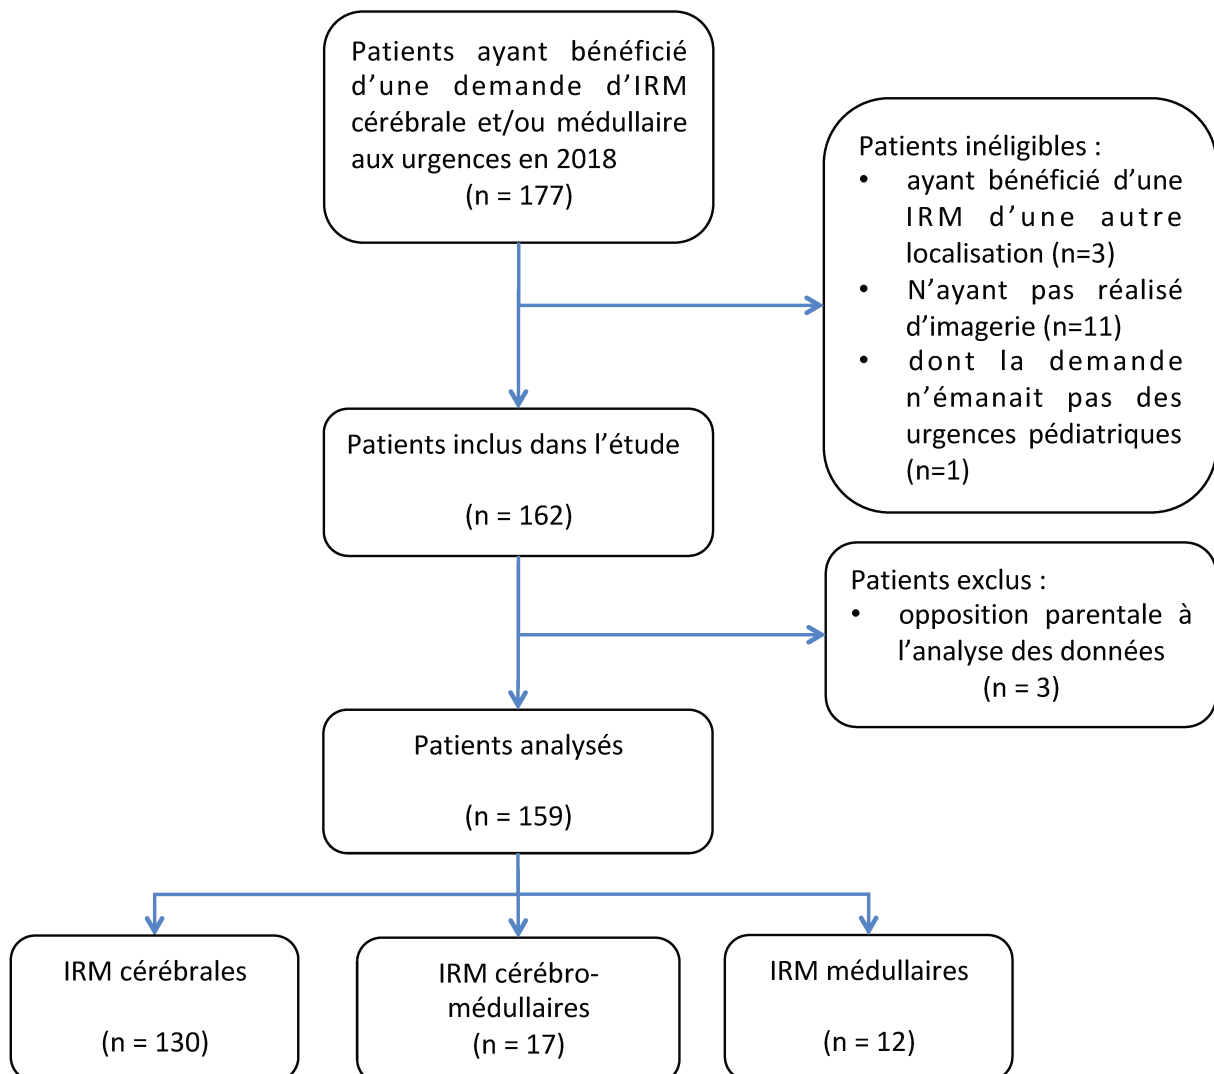 Patients ayant bénéficié
d’une demande d’IRM
cérébrale et/ou médullaire
aux urgences en 2018
(n = 177)
Patients inéligibles :
• ayant bénéficié d’une
IRM d’une autre
localisation (n=3)
• N’ayant pas réalisé
d’imagerie (n=11)
• dont la demande
n’émanait pas des
urgences pédiatriques
(n=1)
Patients inclus dans l’étude
(n = 162)
Patients exclus :
• opposition parentale à
l’analyse des données
(n = 3)
Patients analysés
(n = 159)
IRM cérébrales
(n = 130)
IRM cérébro-
médullaires
(n = 17)
IRM médullaires
(n = 12)